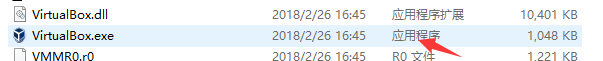 VirtualBox.dll 2018/2/26 16:45 应用程序扩展 10,401 KB
VirtualBox.exe 2018/2/26 16:45 应用程序 1,048 KB
VMMR0.r0 2018/2/26 16:45 R0 文件 1,221 KB